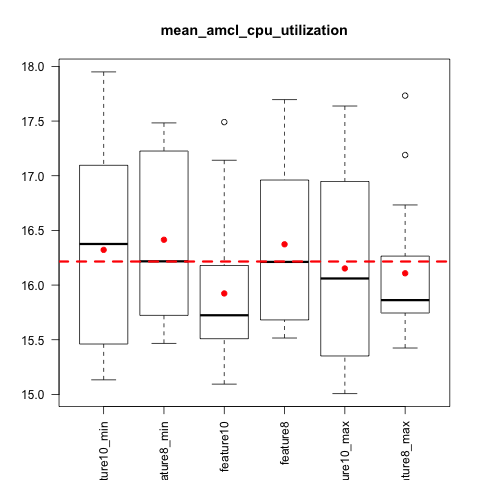 mean_amcl_cpu_utilization
18.0
17.5
17.0
16.5
16.0
15.5
15.0
ture10_min
ature8_min
feature10
feature8
ure10_max
ture8_max